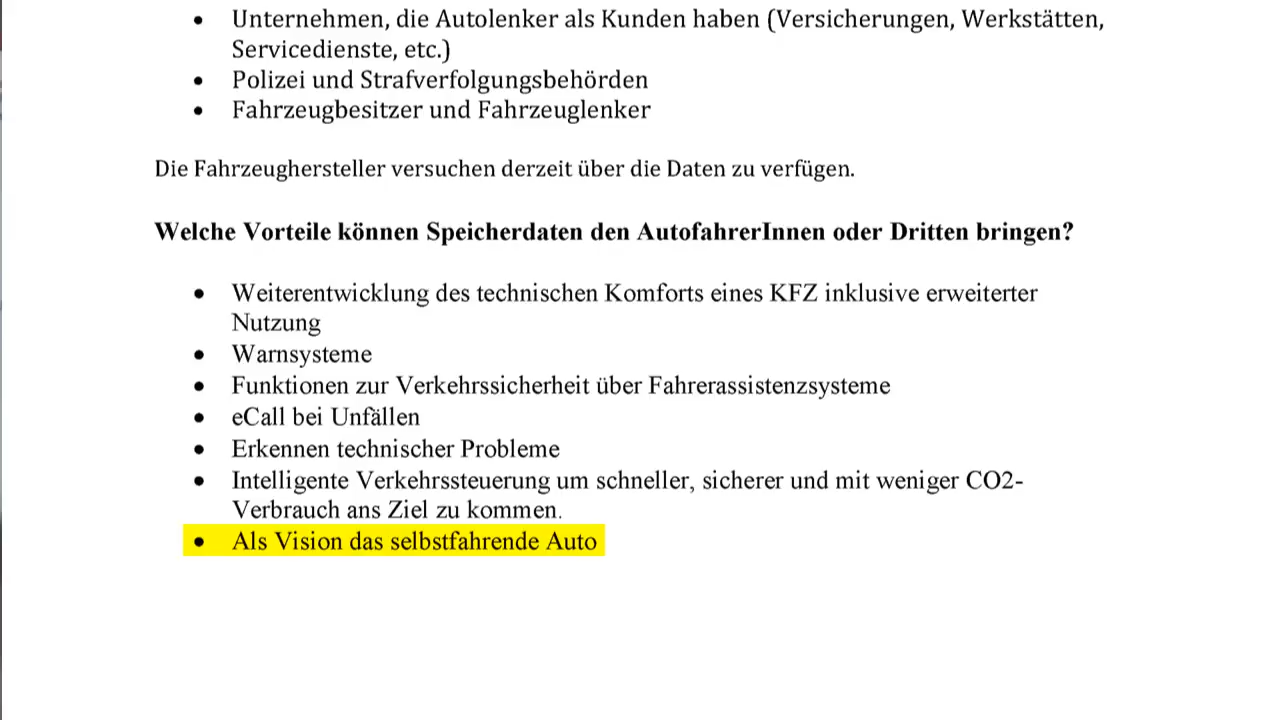 • Unternehmen, die Autolenker als Kunden haben (Versicherungen, Werkstätten,
Servicedienste, etc.)
• Polizei und Strafverfolgungsbehörden
• Fahrzeugbesitzer und Fahrzeuglenker
Die Fahrzeughersteller versuchen derzeit über die Daten zu verfügen.
Welche Vorteile können Speicherdaten den AutofahrerInnen oder Dritten bringen?
• Weiterentwicklung des technischen Komforts eines KFZ inklusive erweiterter
Nutzung
• Warnsysteme
• Funktionen zur Verkehrssicherheit über Fahrerassistenzsysteme
• eCall bei Unfällen
• Erkennen technischer Probleme
• Intelligente Verkehrssteuerung um schneller, sicherer und mit weniger CO2-
Verbrauch ans Ziel zu kommen.
• Als Vision das selbstfahrende Auto